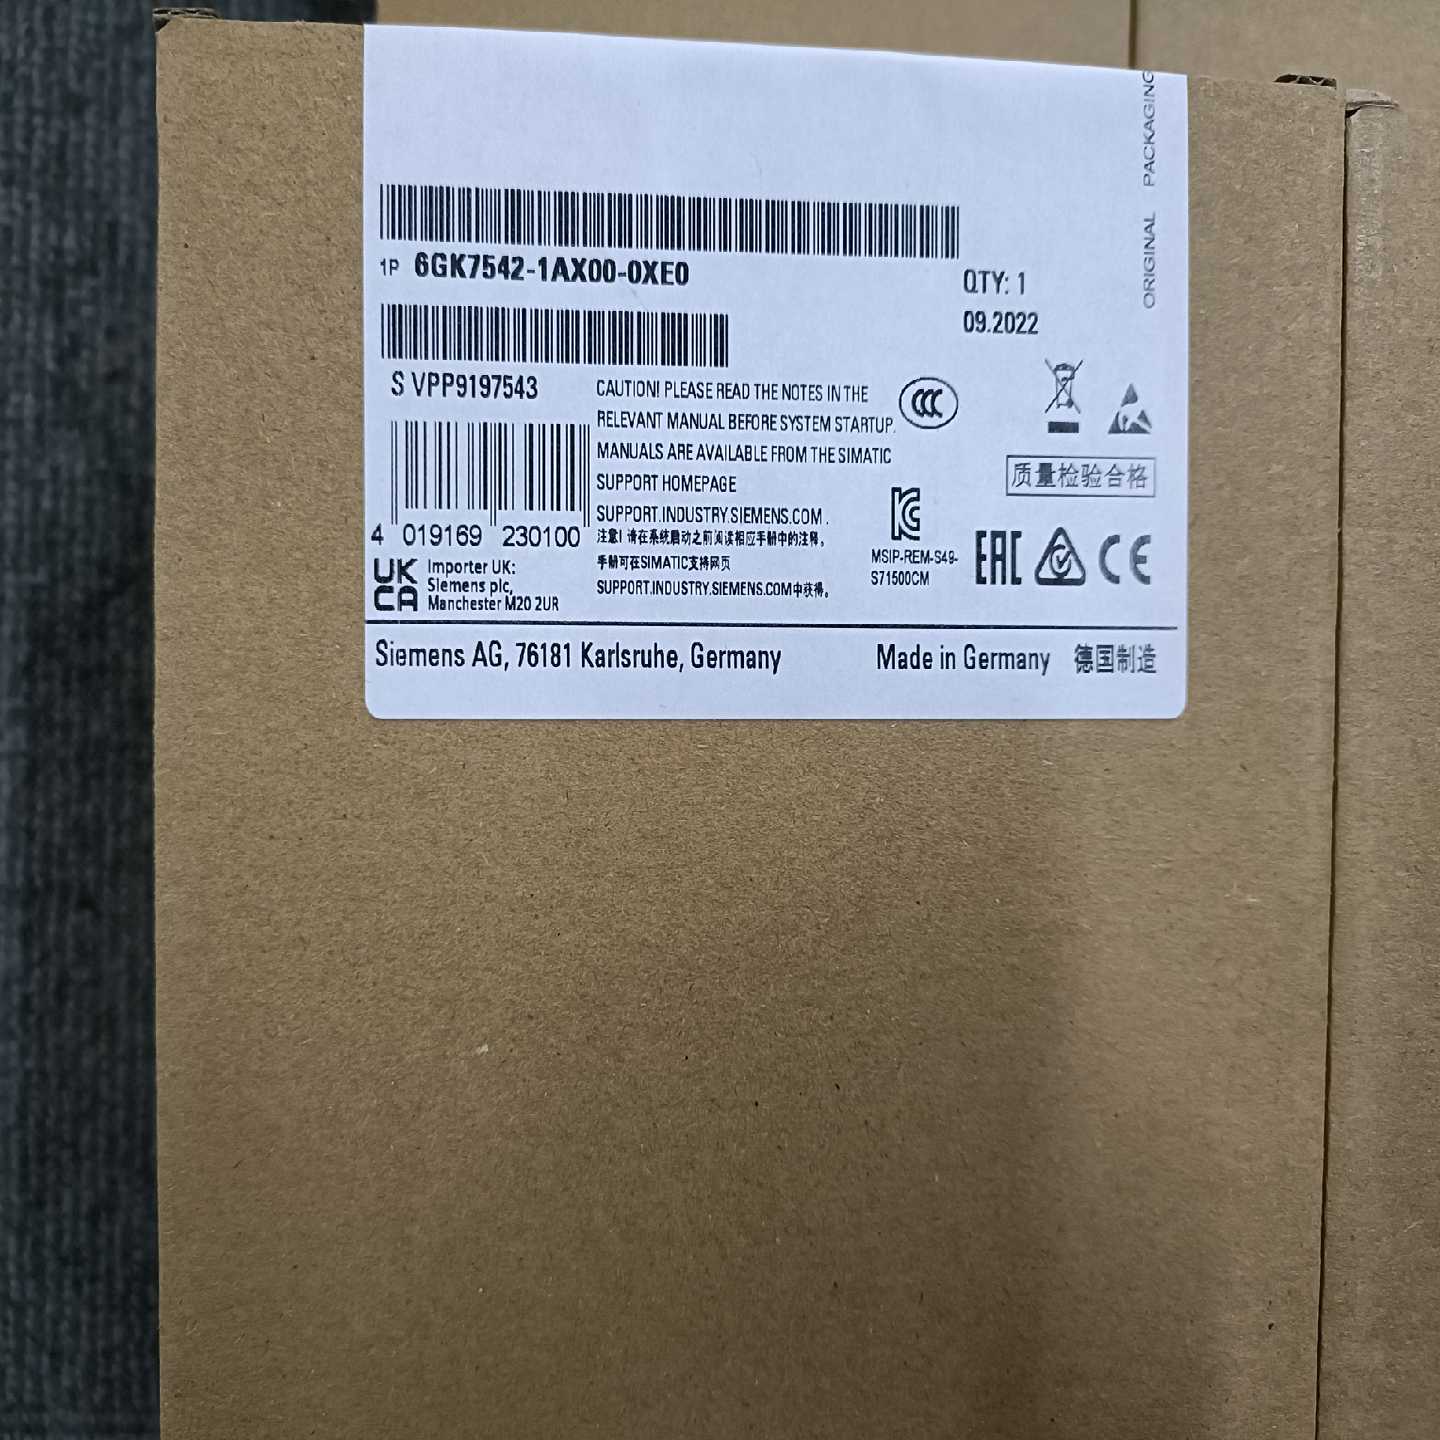 ORIGINAL PACKAGING
1P 6GK7542-1AX00-0XE0
QTY: 1
09.2022
S VPP9197543
CAUTION! PLEASE READ THE NOTES IN THE
RELEVANT MANUAL BEFORE SYSTEM STARTUP.
MANUALS ARE AVAILABLE FROM THE SIMATIC
SUPPORT HOMEPAGE
SUPPORT.INDUSTRY.SIEMENS.COM .
注意! 请在系统启动之前阅读相应手册中的注释。
手册可在SIMATIC支持网页
SUPPORT.INDUSTRY.SIEMENS.COM中获得。
CCC
质量检验合格
4 019169 230100
UK
CA
Importer UK:
Siemens plc,
Manchester M20 2UR
MSIP-REM-S49-
S71500CM
EAC
CE
Siemens AG, 76181 Karlsruhe, Germany
Made in Germany 德国制造